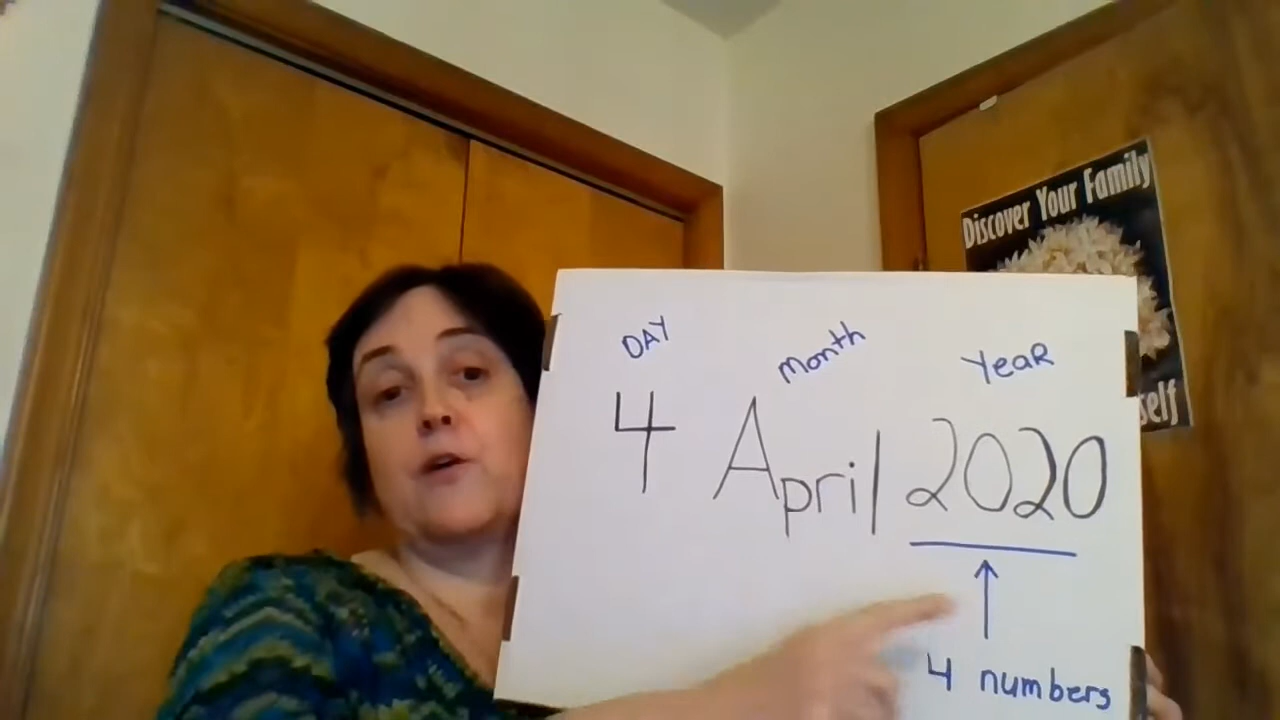 DAY Month Year
4 April 2020
4 numbers
Discover Your Family
self